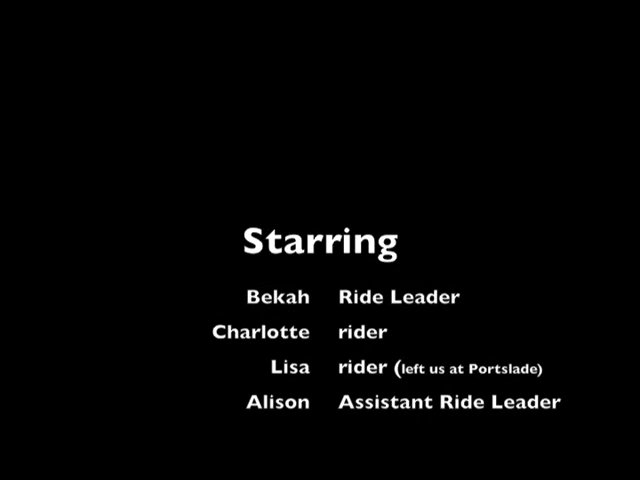 Starring
Bekah Ride Leader
Charlotte rider
Lisa rider (left us at Portslade)
Alison Assistant Ride Leader